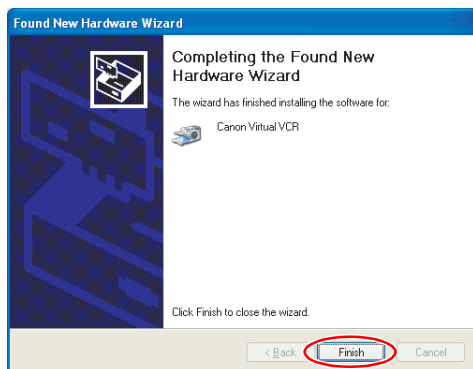 Found New Hardware Wizard
Completing the Found New
Hardware Wizard
The wizard has finished installing the software for:
Canon Virtual VCR
Click Finish to close the wizard.
< Back Finish Cancel